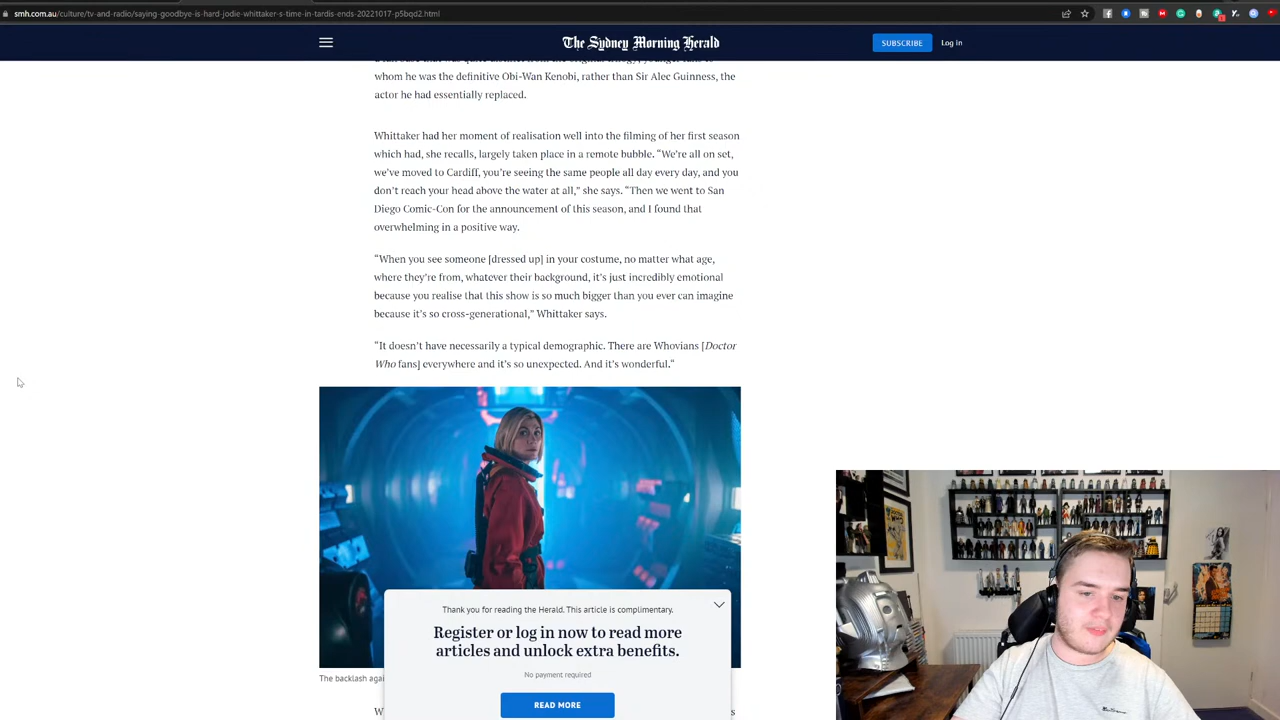 smh.com.au/culture/tv-and-radio/saying-goodbye-is-hard-jodie-whittaker-s-time-in-tardis-ends-20221017-p5bqd2.html
The Sydney Morning Herald
SUBSCRIBE
Log in
whom he was the definitive Obi-Wan Kenobi, rather than Sir Alec Guinness, the
actor he had essentially replaced.
Whittaker had her moment of realisation well into the filming of her first season
which had, she recalls, largely taken place in a remote bubble. “We’re all on set,
we’ve moved to Cardiff, you’re seeing the same people all day every day, and you
don’t reach your head above the water at all,” she says. “Then we went to San
Diego Comic-Con for the announcement of this season, and I found that
overwhelming in a positive way.
“When you see someone [dressed up] in your costume, no matter what age,
where they’re from, whatever their background, it’s just incredibly emotional
because you realise that this show is so much bigger than you ever can imagine
because it’s so cross-generational,” Whittaker says.
“It doesn’t have necessarily a typical demographic. There are Whovians [Doctor
Who fans] everywhere and it’s so unexpected. And it’s wonderful.“
Thank you for reading the Herald. This article is complimentary.
Register or log in now to read more
articles and unlock extra benefits.
No payment required
The backlash agai
READ MORE